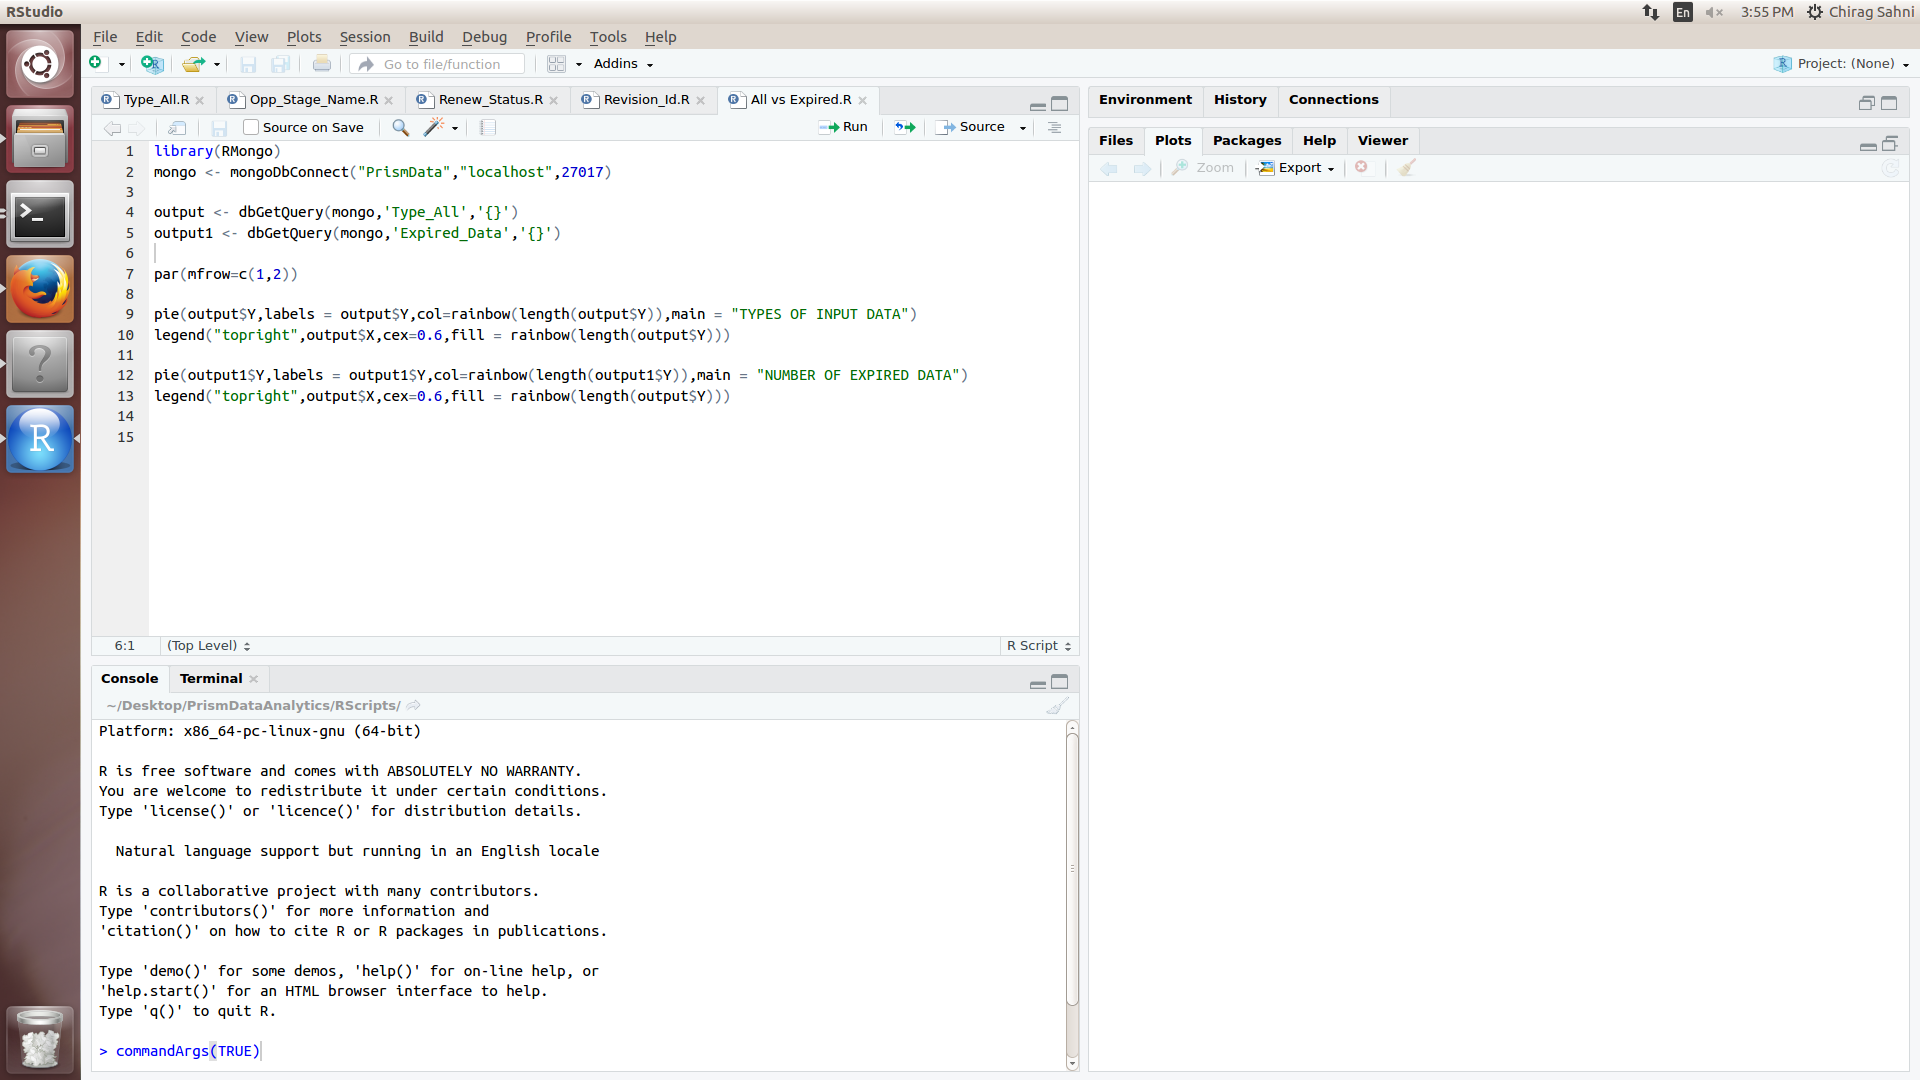 RStudio
En
3:55 PM
Chirag Sahni
File Edit Code View Plots Session Build Debug Profile Tools Help
Go to file/function
Addins
Project: (None)
Type_All.R
Opp_Stage_Name.R
Renew_Status.R
Revision_Id.R
All vs Expired.R
Source on Save
Run
Source
1 library(RMongo)
2 mongo <- mongoDbConnect("PrismData","localhost",27017)
3
4 output <- dbGetQuery(mongo,'Type_All','{}')
5 output1 <- dbGetQuery(mongo,'Expired_Data','{}')
6
7 par(mfrow=c(1,2))
8
9 pie(output$Y,labels = output$Y,col=rainbow(length(output$Y)),main = "TYPES OF INPUT DATA")
10 legend("topright",output$X,cex=0.6,fill = rainbow(length(output$Y)))
11
12 pie(output1$Y,labels = output1$Y,col=rainbow(length(output1$Y)),main = "NUMBER OF EXPIRED DATA")
13 legend("topright",output$X,cex=0.6,fill = rainbow(length(output$Y)))
14
15
6:1
(Top Level)
R Script
Console
Terminal
~/Desktop/PrismDataAnalytics/RScripts/
Platform: x86_64-pc-linux-gnu (64-bit)
R is free software and comes with ABSOLUTELY NO WARRANTY.
You are welcome to redistribute it under certain conditions.
Type 'license()' or 'licence()' for distribution details.
Natural language support but running in an English locale
R is a collaborative project with many contributors.
Type 'contributors()' for more information and
'citation()' on how to cite R or R packages in publications.
Type 'demo()' for some demos, 'help()' for on-line help, or
'help.start()' for an HTML browser interface to help.
Type 'q()' to quit R.
> commandArgs(TRUE)
Environment
History
Connections
Files
Plots
Packages
Help
Viewer
Zoom
Export